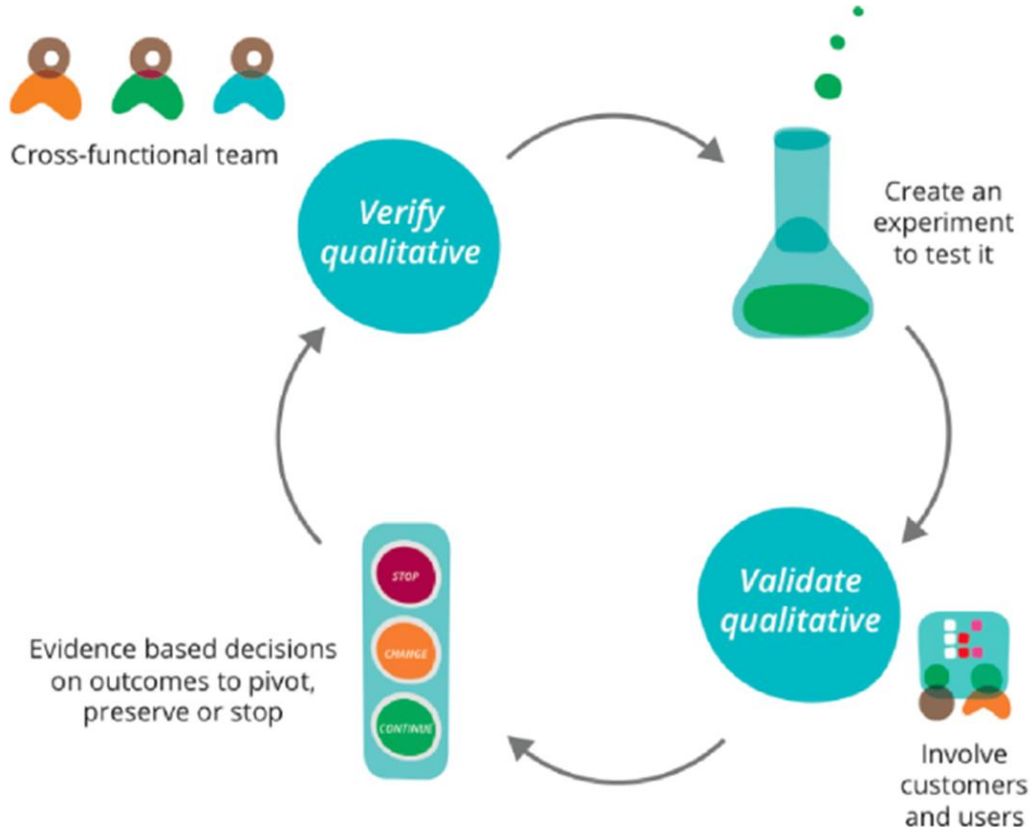 Cross-functional team
Verify
qualitative
Create an
experiment
to test it
Validate
qualitative
Involve
customers
and users
STOP
CHANGE
CONTINUE
Evidence based decisions
on outcomes to pivot,
preserve or stop